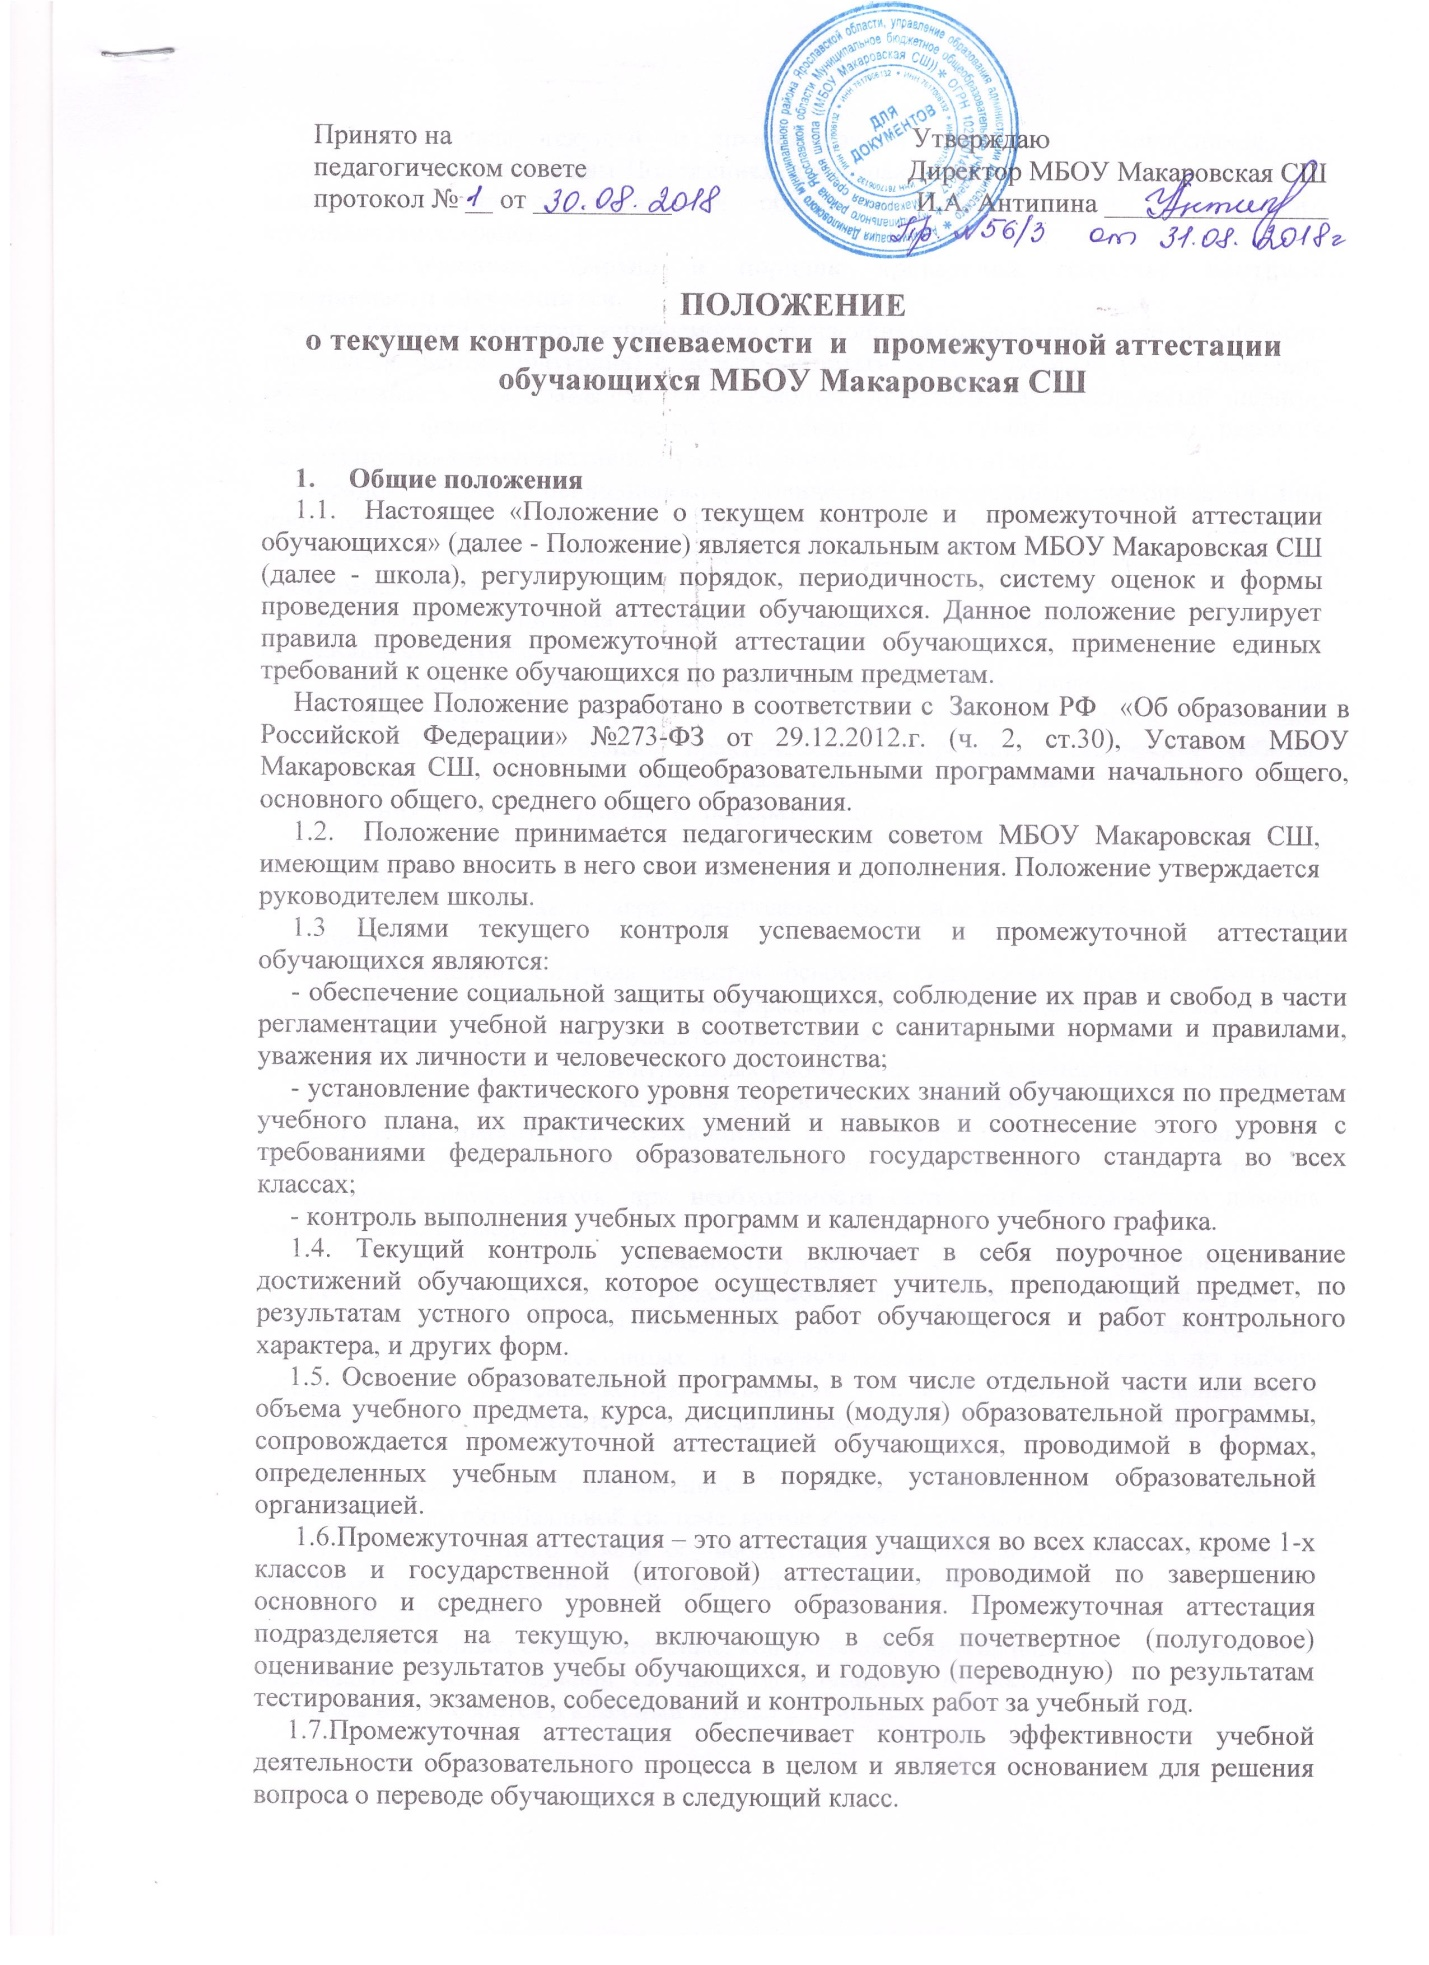 Принято на
педагогическом совете
протокол № 1 от 30.08.2018
Утверждаю
Директор МБОУ Макаровская СШ
И.А. Антипина
Пр №56/3 от 31.08.2018г
ДЛЯ
ДОКУМЕНТОВ
ПОЛОЖЕНИЕ
о текущем контроле успеваемости и промежуточной аттестации
обучающихся МБОУ Макаровская СШ
1. Общие положения
1.1. Настоящее «Положение о текущем контроле и промежуточной аттестации
обучающихся» (далее - Положение) является локальным актом МБОУ Макаровская СШ
(далее - школа), регулирующим порядок, периодичность, систему оценок и формы
проведения промежуточной аттестации обучающихся. Данное положение регулирует
правила проведения промежуточной аттестации обучающихся, применение единых
требований к оценке обучающихся по различным предметам.
Настоящее Положение разработано в соответствии с Законом РФ «Об образовании в
Российской Федерации» №273-ФЗ от 29.12.2012.г. (ч. 2, ст.30), Уставом МБОУ
Макаровская СШ, основными общеобразовательными программами начального общего,
основного общего, среднего общего образования.
1.2. Положение принимается педагогическим советом МБОУ Макаровская СШ,
имеющим право вносить в него свои изменения и дополнения. Положение утверждается
руководителем школы.
1.3 Целями текущего контроля успеваемости и промежуточной аттестации
обучающихся являются:
- обеспечение социальной защиты обучающихся, соблюдение их прав и свобод в части
регламентации учебной нагрузки в соответствии с санитарными нормами и правилами,
уважения их личности и человеческого достоинства;
- установление фактического уровня теоретических знаний обучающихся по предметам
учебного плана, их практических умений и навыков и соотнесение этого уровня с
требованиями федерального образовательного государственного стандарта во всех
классах;
- контроль выполнения учебных программ и календарного учебного графика.
1.4. Текущий контроль успеваемости включает в себя поурочное оценивание
достижений обучающихся, которое осуществляет учитель, преподающий предмет, по
результатам устного опроса, письменных работ обучающегося и работ контрольного
характера, и других форм.
1.5. Освоение образовательной программы, в том числе отдельной части или всего
объема учебного предмета, курса, дисциплины (модуля) образовательной программы,
сопровождается промежуточной аттестацией обучающихся, проводимой в формах,
определенных учебным планом, и в порядке, установленном образовательной
организацией.
1.6.Промежуточная аттестация – это аттестация учащихся во всех классах, кроме 1-х
классов и государственной (итоговой) аттестации, проводимой по завершению
основного и среднего уровней общего образования. Промежуточная аттестация
подразделяется на текущую, включающую в себя почетвертное (полугодовое)
оценивание результатов учебы обучающихся, и годовую (переводную) по результатам
тестирования, экзаменов, собеседований и контрольных работ за учебный год.
1.7.Промежуточная аттестация обеспечивает контроль эффективности учебной
деятельности образовательного процесса в целом и является основанием для решения
вопроса о переводе обучающихся в следующий класс.